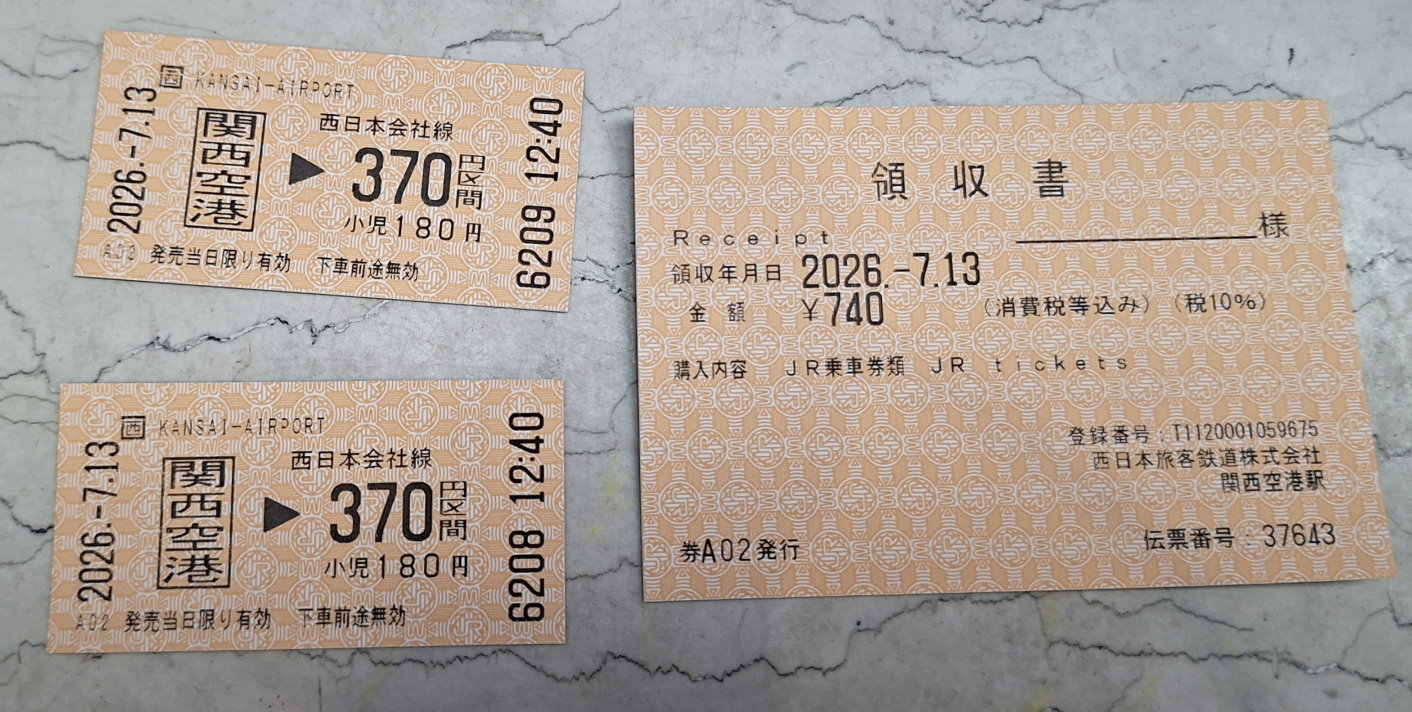 西 KANSAI-AIRPORT
2026.-7.13
関西空港
西日本会社線
▶ 370円区間
小児180円
A02 発売当日限り有効 下車前途無効
6209 12:40
西 KANSAI-AIRPORT
2026.-7.13
関西空港
西日本会社線
▶ 370円区間
小児180円
A02 発売当日限り有効 下車前途無効
6208 12:40
領収書
Receipt 様
領収年月日 2026.-7.13
金額 ¥740 (消費税等込み) (税10%)
購入内容 JR乗車券類 JR tickets
登録番号:T1120001059675
西日本旅客鉄道株式会社
関西空港駅
券A02発行 伝票番号:37643